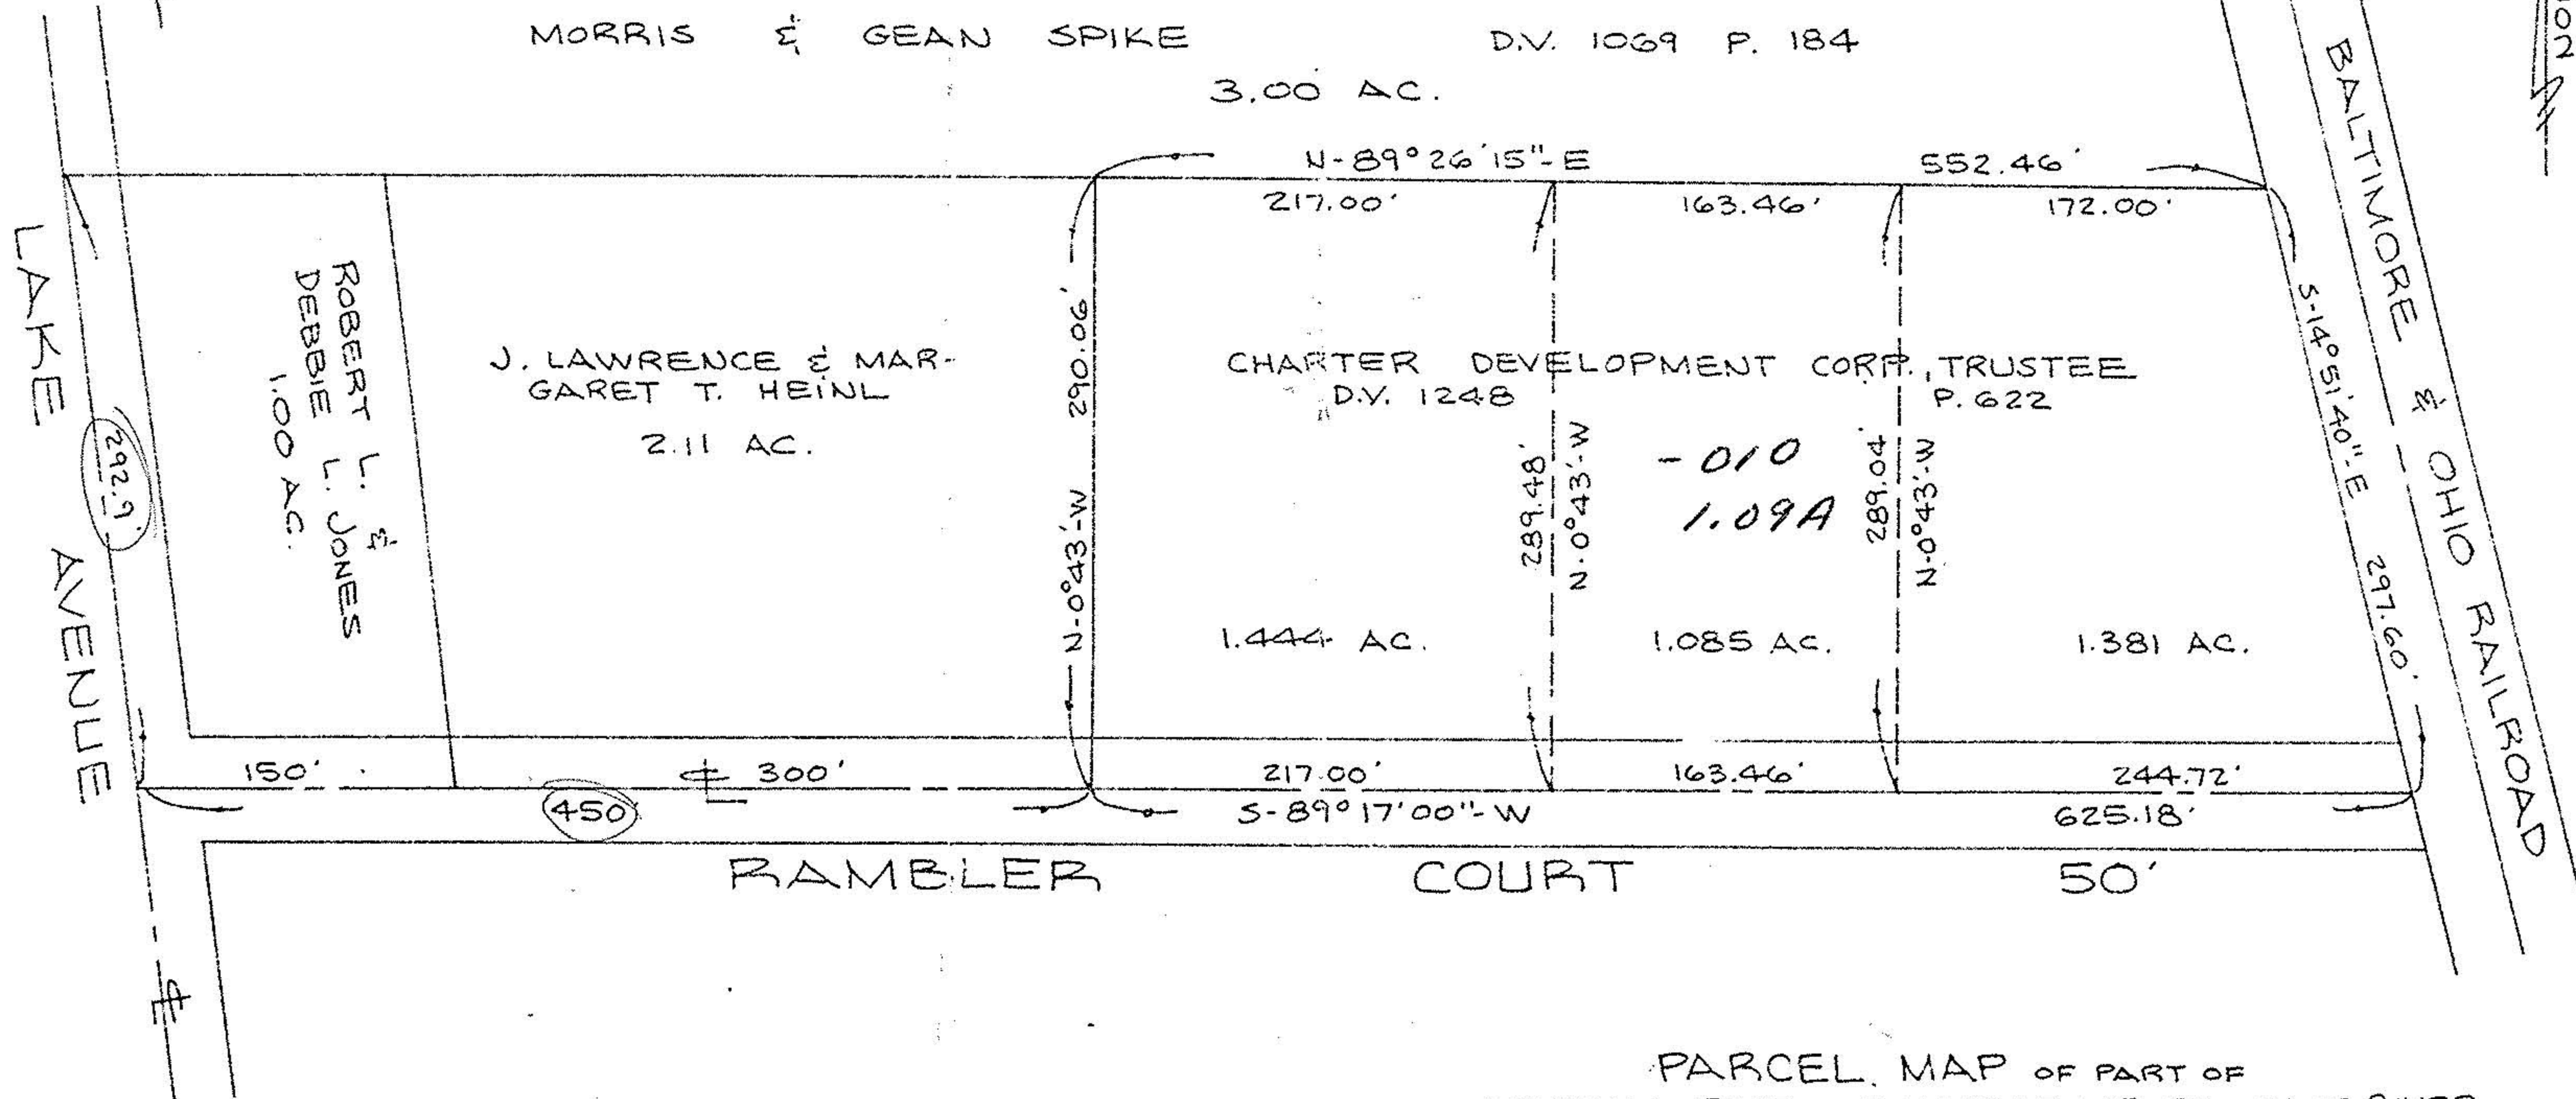 MORRIS & GEAN SPIKE D.V. 1069 P. 184
3.00 AC.
N-89°26'15"-E 552.46'
217.00' 163.46' 172.00'
LAKE AVENUE
292.9'
ROBERT L. &
DEBBIE L. JONES
1.00 AC.
J. LAWRENCE & MAR-
GARET T. HEINL
2.11 AC.
N-0°43'-W 290.06'
CHARTER DEVELOPMENT CORP., TRUSTEE
D.V. 1248 P. 622
289.48'
N-0°43'-W
-010
1.09A
289.04'
N-0°43'-W
1.444 AC. 1.085 AC. 1.381 AC.
S-14°51'40"-E 297.60'
BALTIMORE & OHIO RAILROAD
150' ℄ 300' 217.00' 163.46' 244.72'
450 S-89°17'00"-W 625.18'
RAMBLER COURT 50'
℄
PARCEL MAP OF PART OF